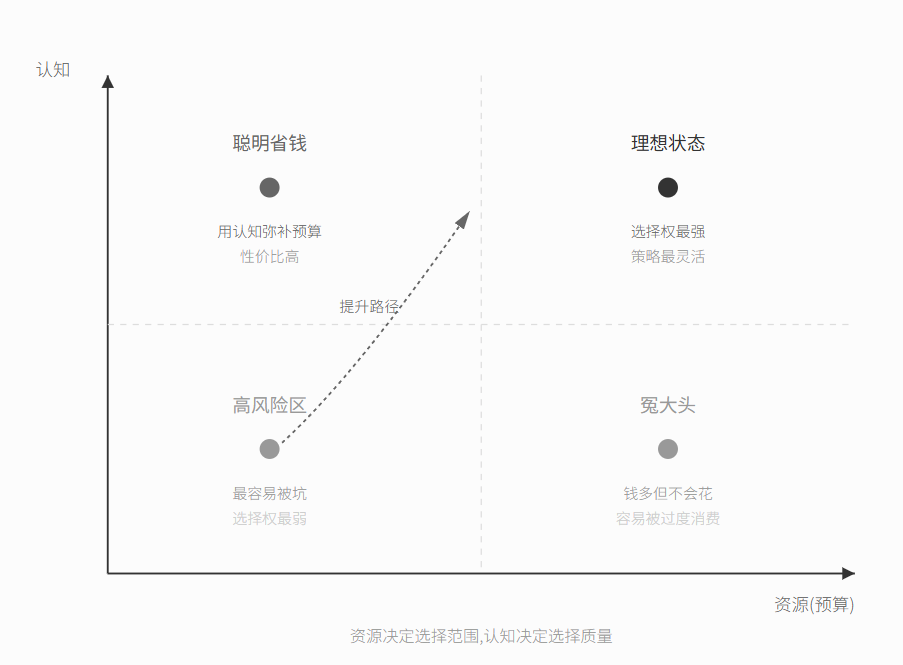 认知
聪明省钱
理想状态
用认知弥补预算
性价比高
选择权最强
策略最灵活
提升路径
高风险区
冤大头
最容易被坑
选择权最弱
钱多但不会花
容易被过度消费
资源(预算)
资源决定选择范围,认知决定选择质量